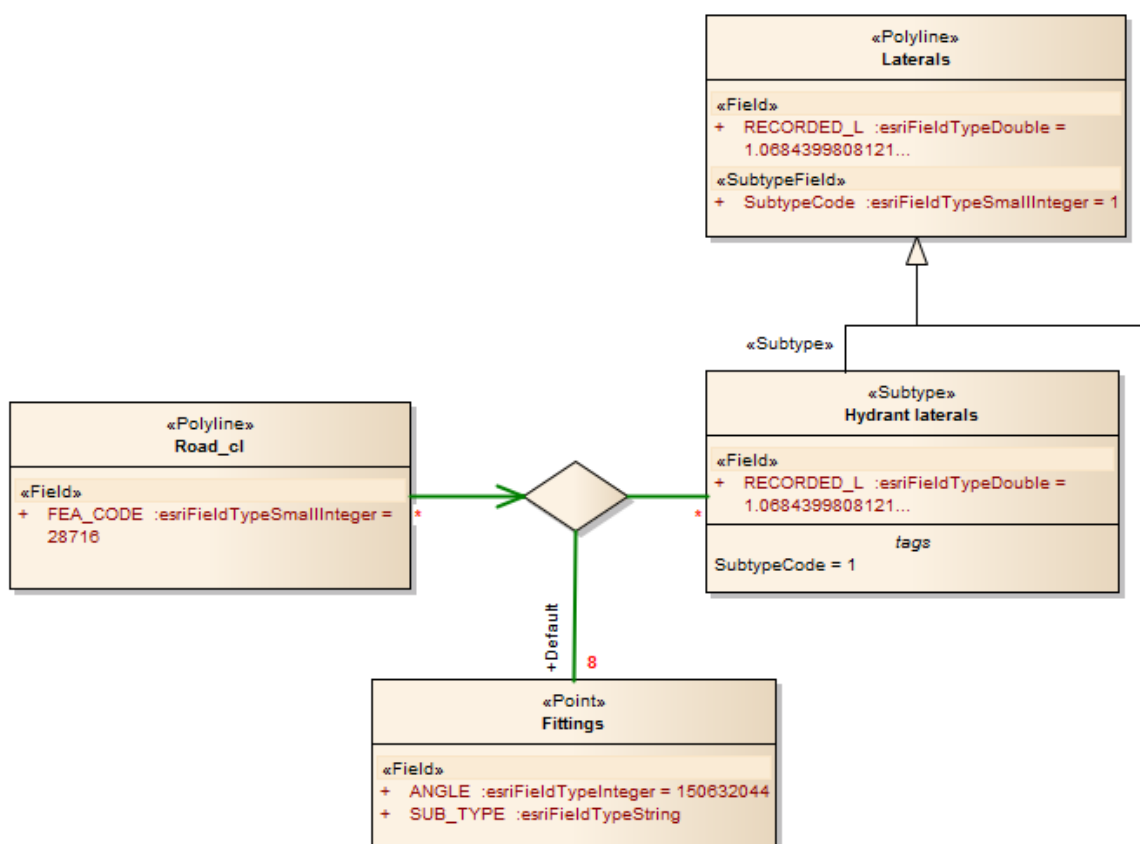 «Polyline»
Laterals
«Field»
+ RECORDED_L :esriFieldTypeDouble =
1.0684399808121...
«SubtypeField»
+ SubtypeCode :esriFieldTypeSmallInteger = 1
«Subtype»
«Subtype»
Hydrant laterals
«Field»
+ RECORDED_L :esriFieldTypeDouble =
1.0684399808121...
tags
SubtypeCode = 1
«Polyline»
Road_cl
«Field»
+ FEA_CODE :esriFieldTypeSmallInteger =
28716
*
*
+Default
8
«Point»
Fittings
«Field»
+ ANGLE :esriFieldTypeInteger = 150632044
+ SUB_TYPE :esriFieldTypeString